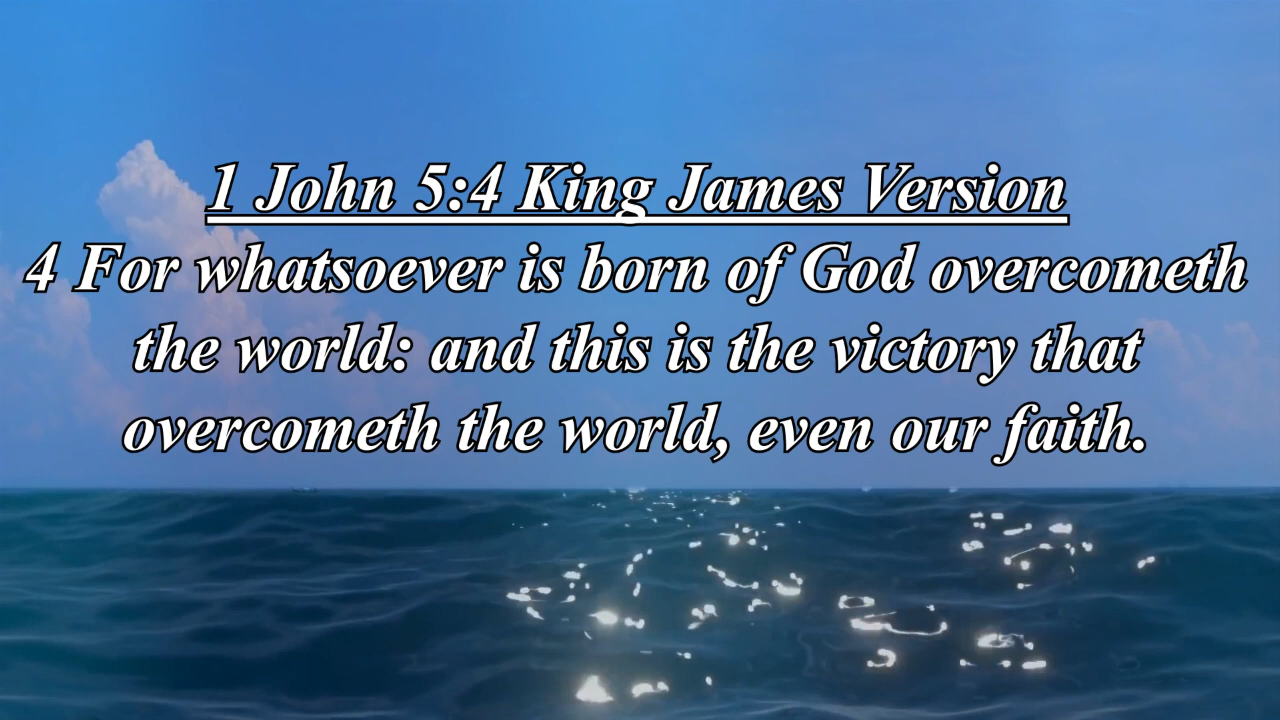 1 John 5:4 King James Version
4 For whatsoever is born of God overcometh
the world: and this is the victory that
overcometh the world, even our faith.